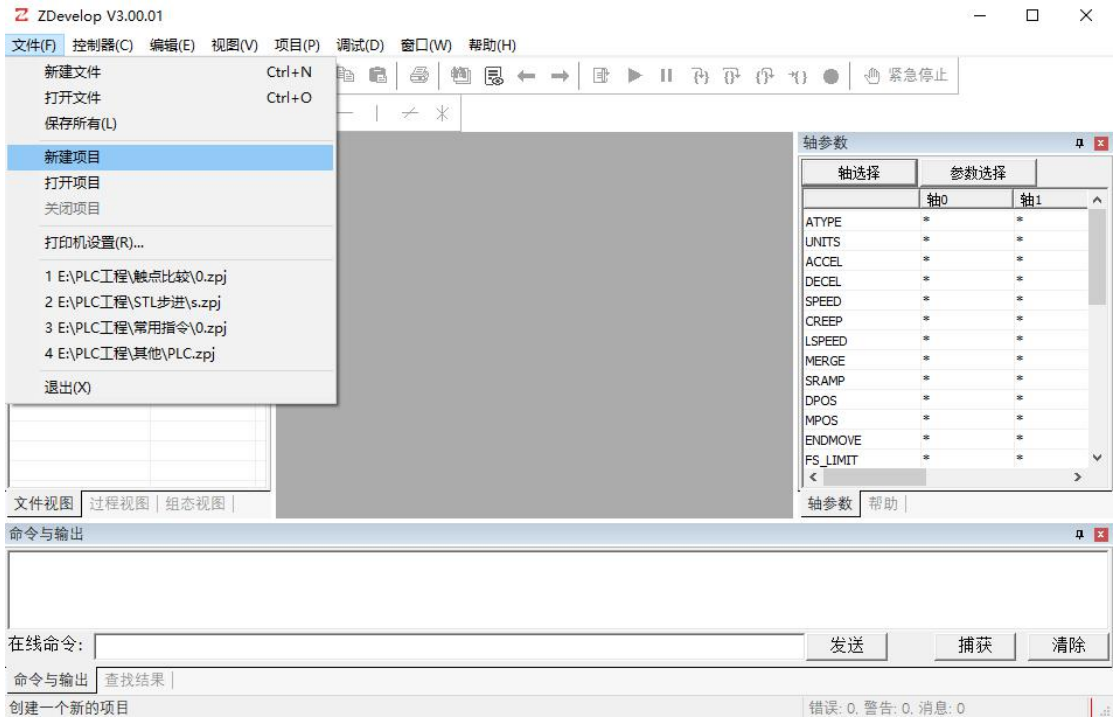 ZDevelop V3.00.01
文件(F) 控制器(C) 编辑(E) 视图(V) 项目(P) 调试(D) 窗口(W) 帮助(H)
新建文件 Ctrl+N
打开文件 Ctrl+O
保存所有(L)
新建项目
打开项目
关闭项目
打印机设置(R)...
1 E:\PLC工程\触点比较\0.zpj
2 E:\PLC工程\STL步进\s.zpj
3 E:\PLC工程\常用指令\0.zpj
4 E:\PLC工程\其他\PLC.zpj
退出(X)
紧急停止
文件视图 过程视图 组态视图
轴参数
轴选择 参数选择
轴0 轴1
ATYPE * *
UNITS * *
ACCEL * *
DECEL * *
SPEED * *
CREEP * *
LSPEED * *
MERGE * *
SRAMP * *
DPOS * *
MPOS * *
ENDMOVE * *
FS_LIMIT * *
轴参数 帮助
命令与输出
在线命令: 发送 捕获 清除
命令与输出 查找结果
创建一个新的项目 错误: 0, 警告: 0, 消息: 0